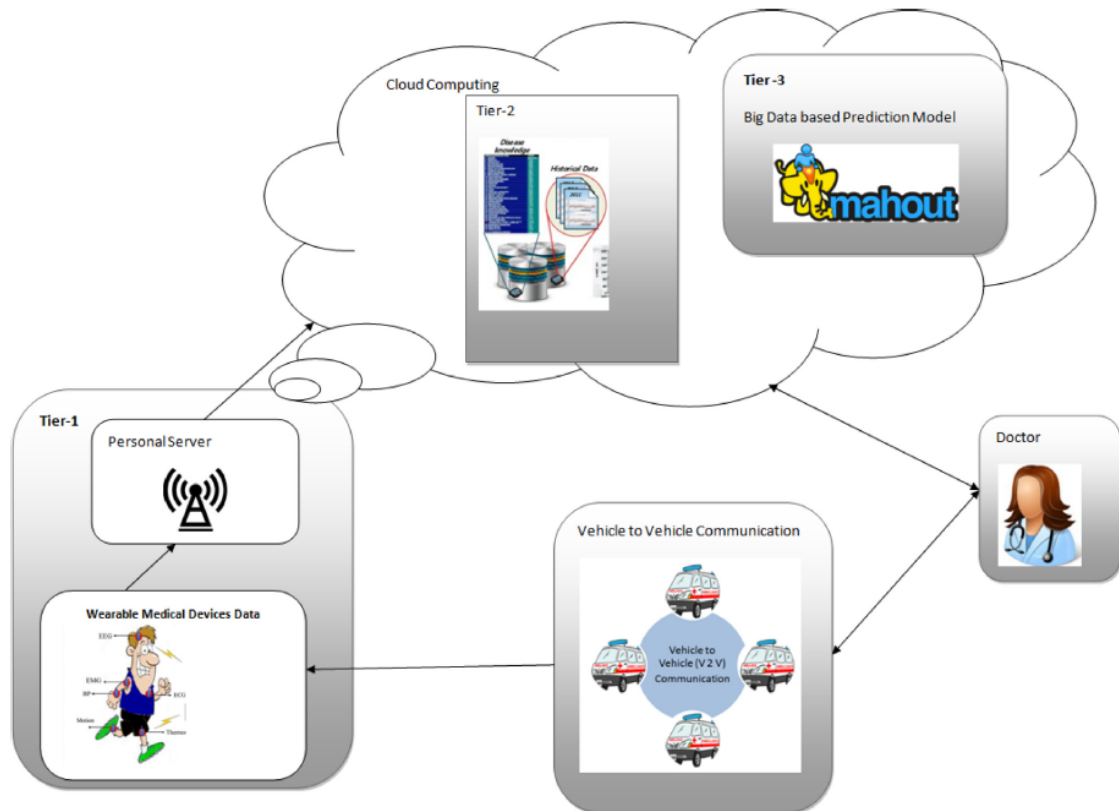 Cloud Computing
Tier-2
Disease
knowledge
Historical Data
Tier-3
Big Data based Prediction Model
mahout
Tier-1
Personal Server
Wearable Medical Devices Data
EEG
EMG
BP
ECG
Motion
Thermo
Vehicle to Vehicle Communication
Vehicle to
Vehicle (V 2 V)
Communication
Doctor